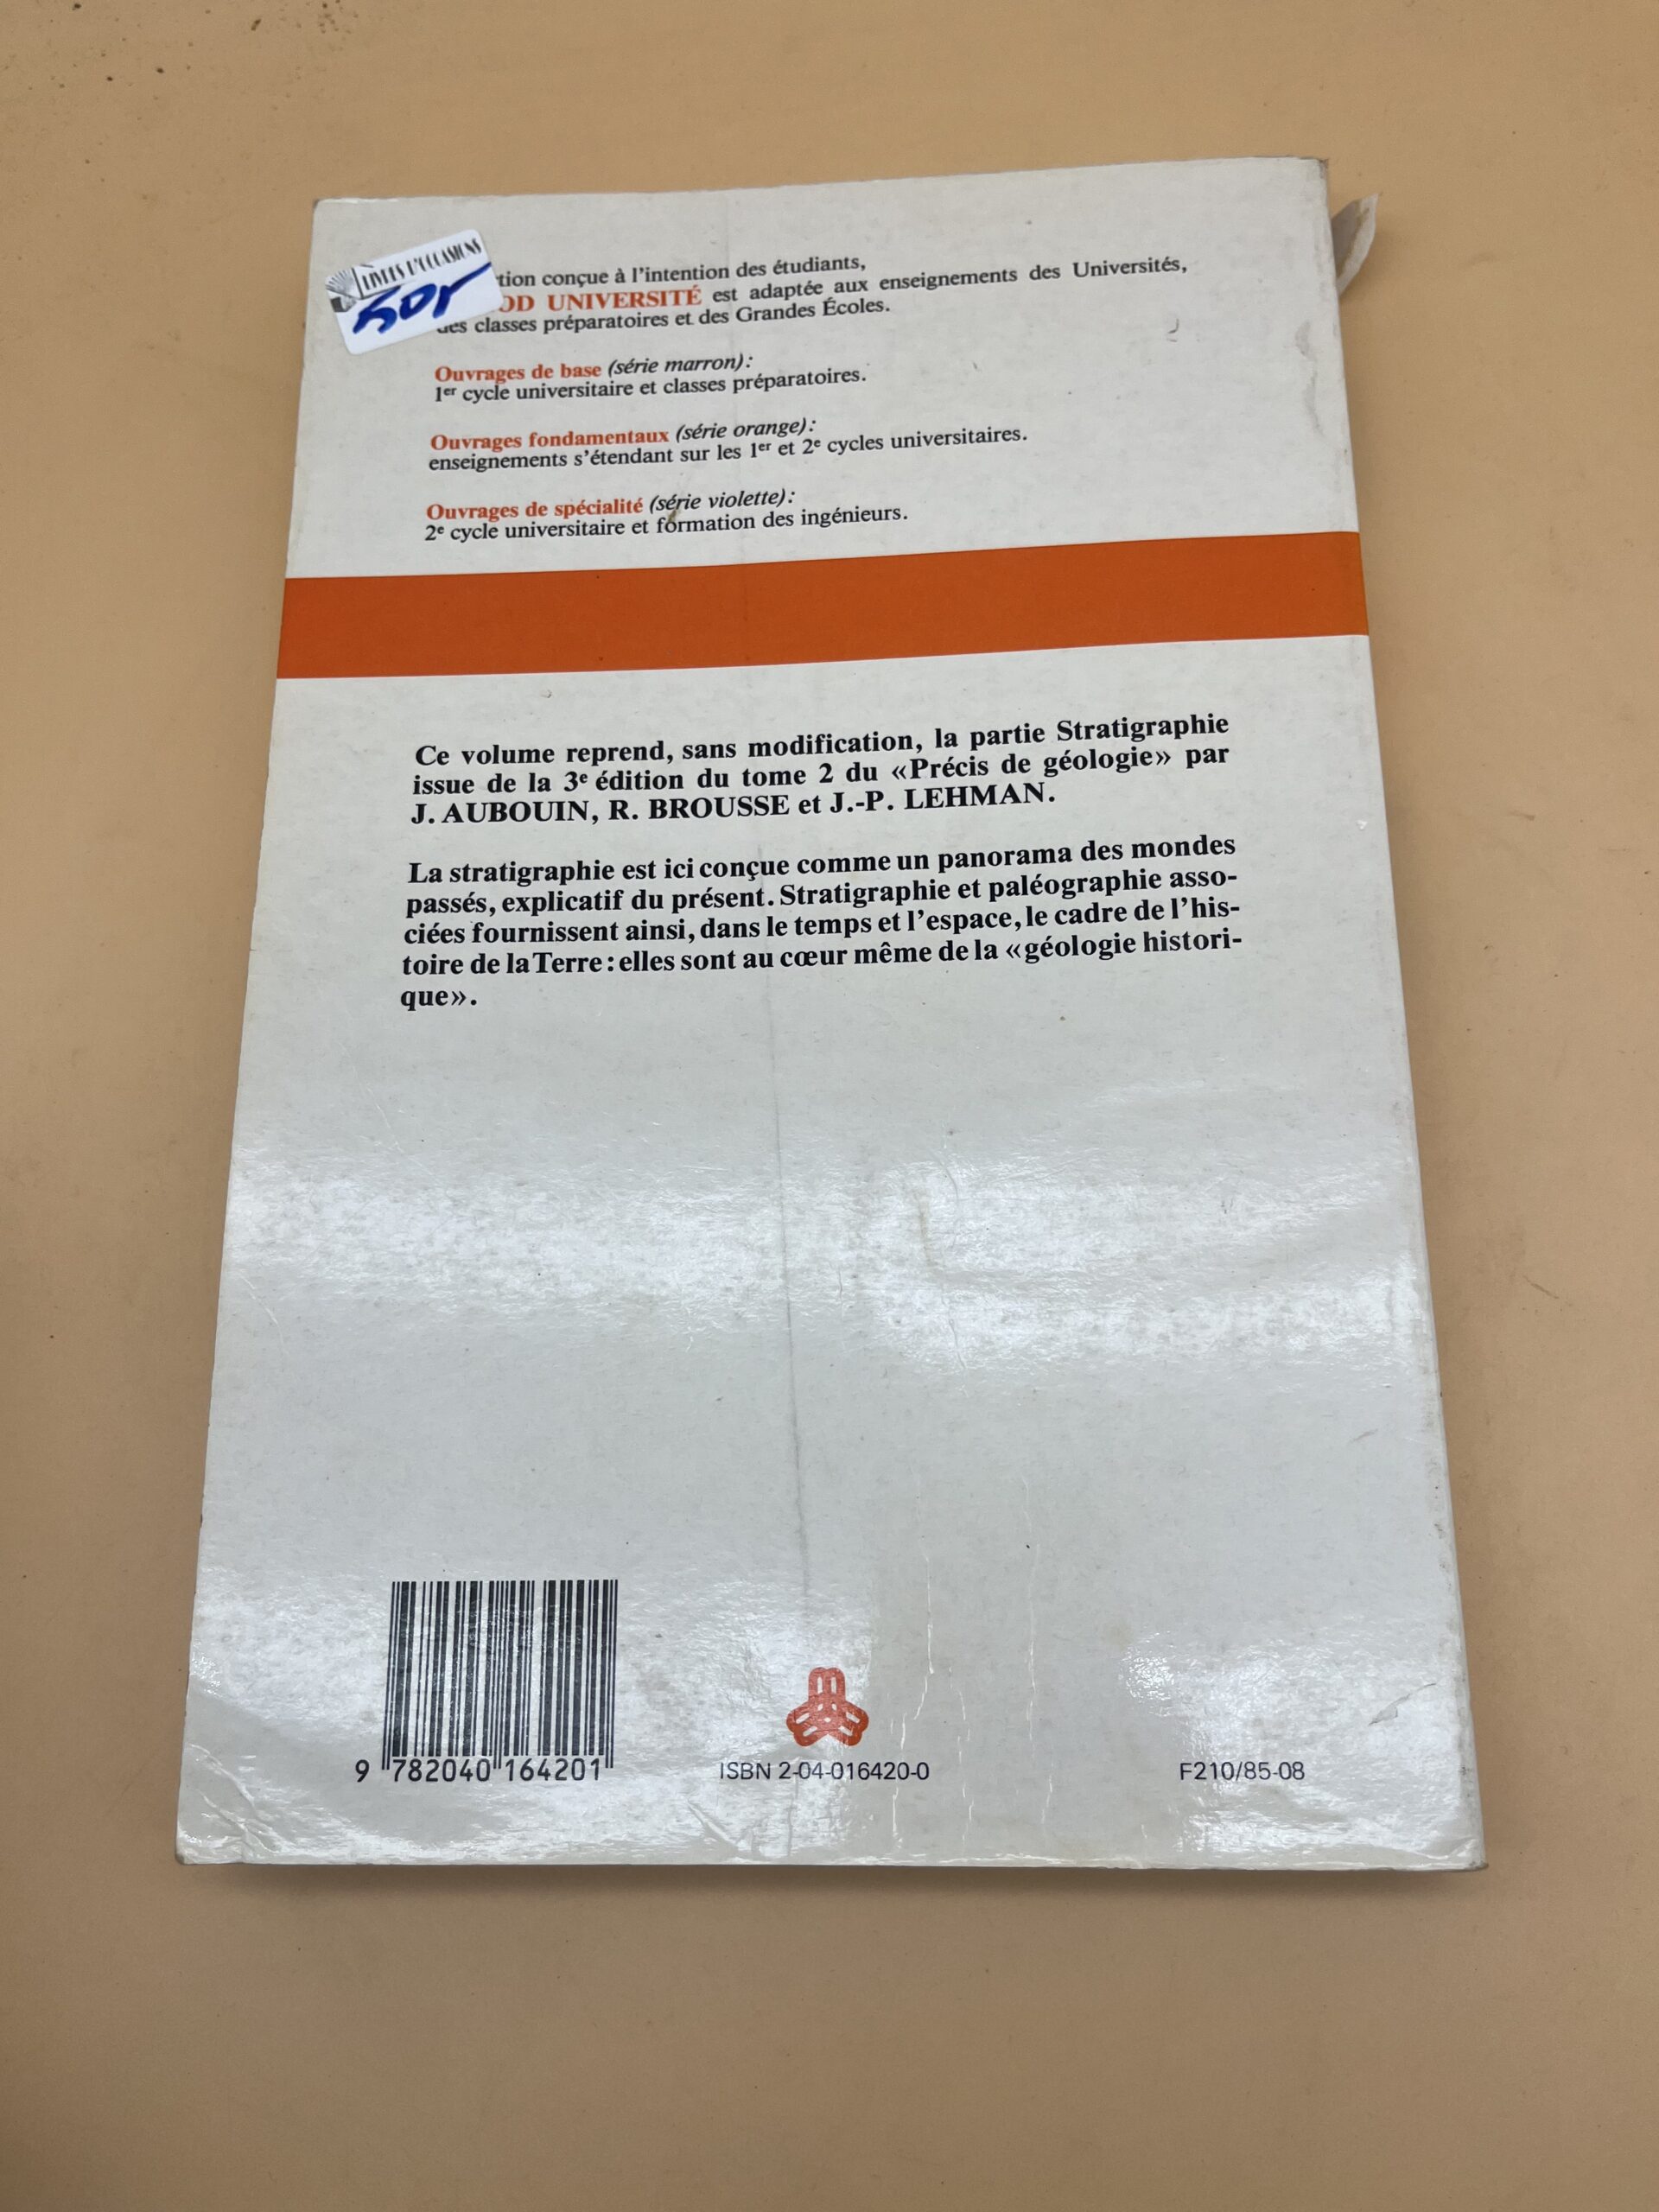 LIVRES D'OCCASIONS
tion conçue à l'intention des étudiants,
OD UNIVERSITÉ est adaptée aux enseignements des Universités,
des classes préparatoires et des Grandes Écoles.
Ouvrages de base (série marron):
1er cycle universitaire et classes préparatoires.
Ouvrages fondamentaux (série orange):
enseignements s'étendant sur les 1er et 2e cycles universitaires.
Ouvrages de spécialité (série violette):
2e cycle universitaire et formation des ingénieurs.
Ce volume reprend, sans modification, la partie Stratigraphie
issue de la 3e édition du tome 2 du «Précis de géologie» par
J. AUBOUIN, R. BROUSSE et J.-P. LEHMAN.
La stratigraphie est ici conçue comme un panorama des mondes
passés, explicatif du présent. Stratigraphie et paléographie asso-
ciées fournissent ainsi, dans le temps et l'espace, le cadre de l'his-
toire de la Terre: elles sont au cœur même de la «géologie histori-
que».
9 782040 164201
ISBN 2-04-016420-0
F210/85-08